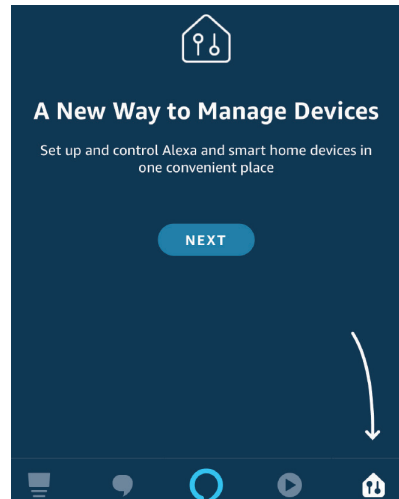 A New Way to Manage Devices
Set up and control Alexa and smart home devices in
one convenient place
NEXT